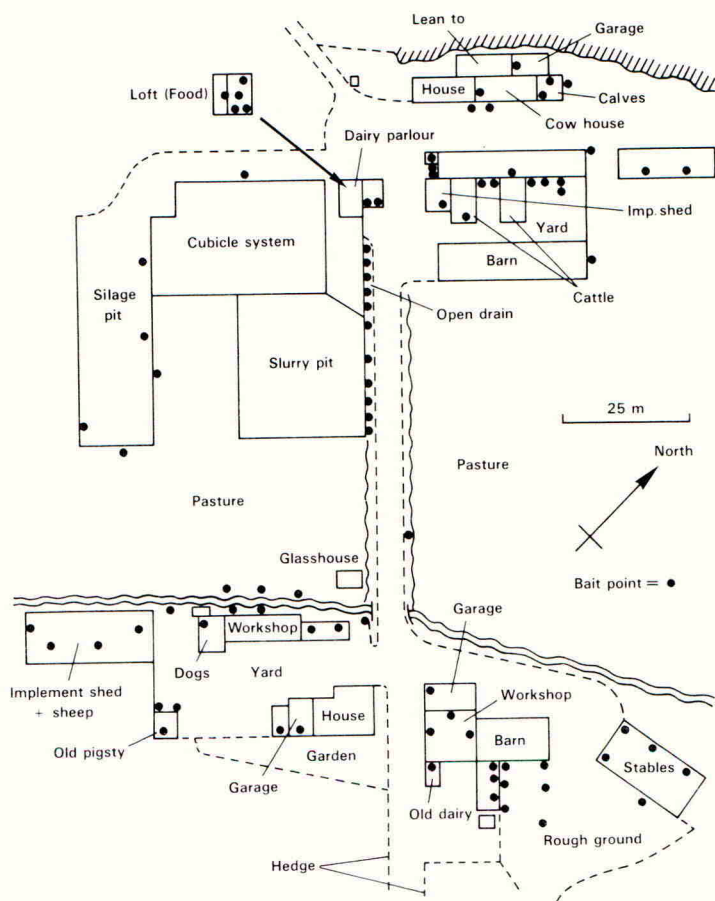 Lean to
Garage
Loft (Food)
House
Calves
Cow house
Dairy parlour
Imp. shed
Cubicle system
Yard
Barn
Silage
pit
Cattle
Open drain
Slurry pit
25 m
North
Pasture
Pasture
Glasshouse
Bait point =
Garage
Workshop
Dogs
Yard
Workshop
Implement shed
+ sheep
House
Barn
Old pigsty
Garden
Stables
Garage
Old dairy
Rough ground
Hedge